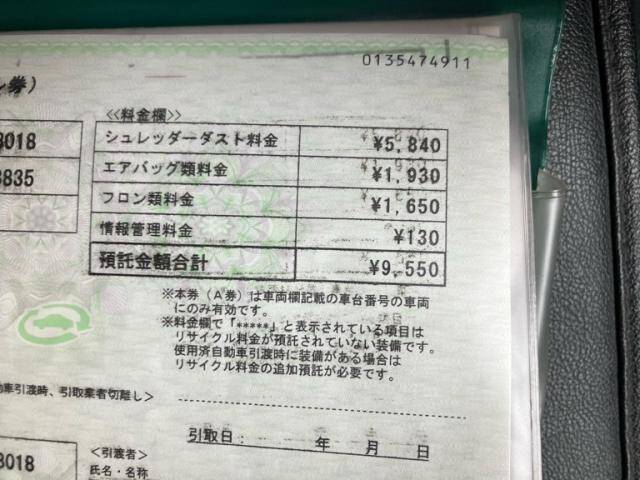 0135474911
ル券）
≪料金欄≫
8018
シュレッダーダスト料金 ¥5,840
8835
エアバッグ類料金 ¥1,930
フロン類料金 ¥1,650
情報管理料金 ¥130
預託金額合計 ¥9,550
※本券（Ａ券）は車両欄記載の車台番号の車両
にのみ有効です。
※料金欄で「*****」と表示されている項目は
リサイクル料金が預託されていない装備です。
使用済自動車引渡時に装備がある場合は
リサイクル料金の追加預託が必要です。
車引渡時、引取業者切離し＞
引取日： 年 月 日
8018
＜引渡者＞
氏名・名称